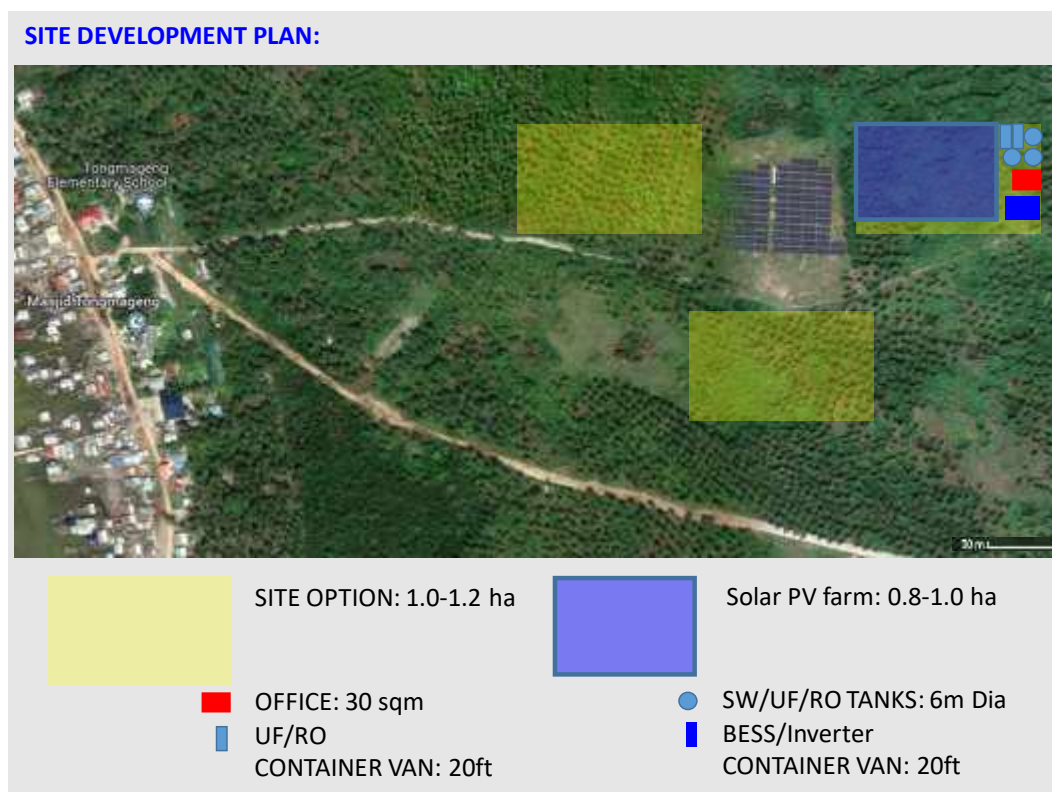 SITE DEVELOPMENT PLAN:
Tongmageng
Elementary School
Masjid Tongmageng
SITE OPTION: 1.0-1.2 ha
Solar PV farm: 0.8-1.0 ha
OFFICE: 30 sqm
SW/UF/RO TANKS: 6m Dia
UF/RO
CONTAINER VAN: 20ft
BESS/Inverter
CONTAINER VAN: 20ft